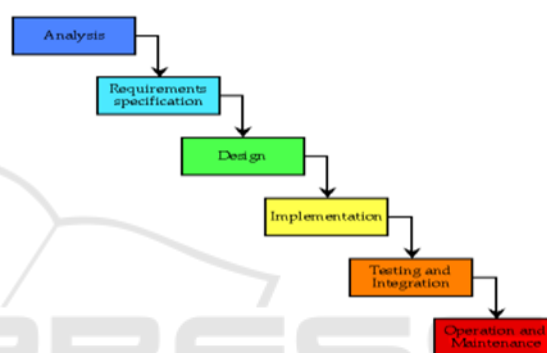 Analysis
Requirements
specification
Design
Implementation
Testing and
Integration
Operation and
Maintenance